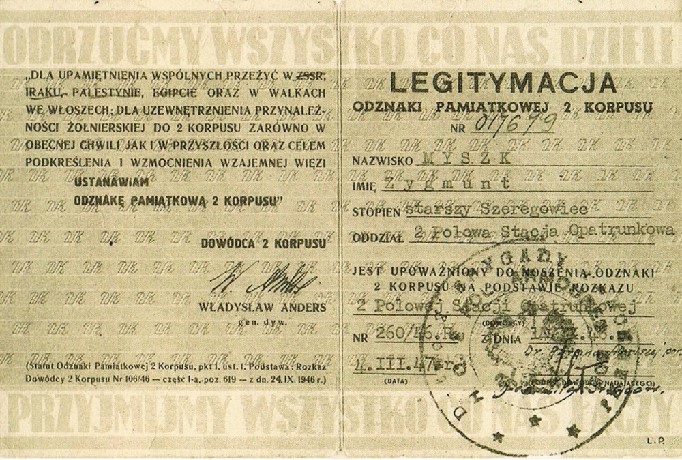 ODRZUĆMY WSZYSTKO CO NAS DZIELI
„DLA UPAMIĘTNIENIA WSPÓLNYCH PRZEŻYĆ W ZSSR,
IRAKU, PALESTYNIE, EGIPCIE ORAZ W WALKACH
WE WŁOSZECH; DLA UZEWNĘTRZNIENIA PRZYNALEŻ-
NOŚCI ŻOŁNIERSKIEJ DO 2 KORPUSU ZARÓWNO W
OBECNEJ CHWILI JAK I W PRZYSZŁOŚCI ORAZ CELEM
PODKREŚLENIA I WZMOCNIENIA WZAJEMNEJ WIĘZI
USTANAWIAM
ODZNAKĘ PAMIĄTKOWĄ 2 KORPUSU"
DOWÓDCA 2 KORPUSU
WŁADYSŁAW ANDERS
gen. dyw.
(Statut Odznaki Pamiątkowej 2 Korpusu, pkt 1. ust. 1. Podstawa: Rozkaz
Dowódcy 2 Korpusu Nr 106/46 — część I-a, poz. 619 — z dn. 24.IX 1946 r.)
PRZYJMIJMY WSZYSTKO CO NAS ŁĄCZY
LEGITYMACJA
ODZNAKI PAMIĄTKOWEJ 2 KORPUSU
NR 017679
NAZWISKO MYSZK
IMIĘ Zygmunt
STOPIEŃ starszy Szeregowiec
ODDZIAŁ 2 Polowa Stacja Opatrunkowa
JEST UPOWAŻNIONY DO NOSZENIA ODZNAKI
2 KORPUSU NA PODSTAWIE ROZKAZU
2 Polowej Stacji Opatrunkowej
(DOWÓDCY)
NR 260/46 Z DNIA
III.47 r.
(DATA)
L. P.